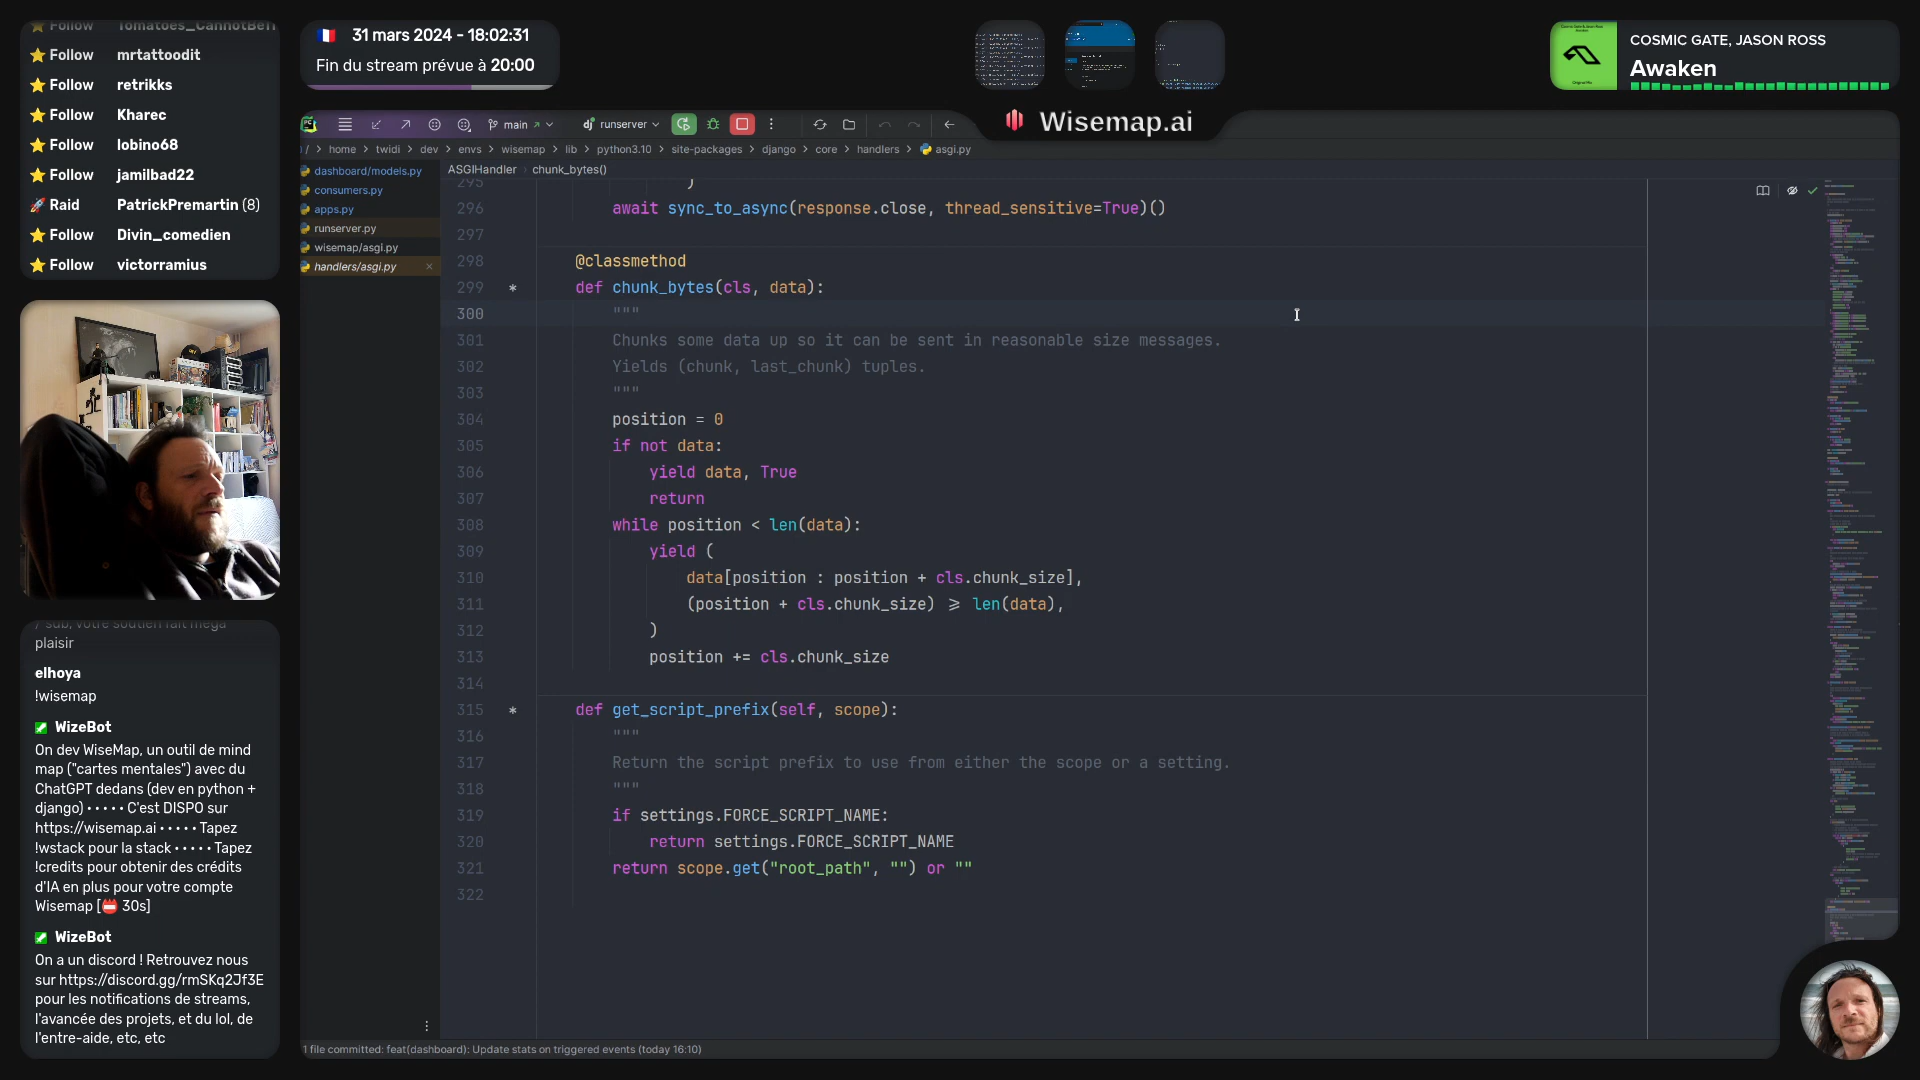 Follow Tomatoes_CannotBeTr
Follow mrtattoodit
Follow retrikks
Follow Kharec
Follow lobino68
Follow jamilbad22
Raid PatrickPremartin (8)
Follow Divin_comedien
Follow victorramius
31 mars 2024 - 18:02:31
Fin du stream prévue à 20:00
COSMIC GATE, JASON ROSS
Awaken
Wisemap.ai
main
dj runserver
/ > home > twidi > dev > envs > wisemap > lib > python3.10 > site-packages > django > core > handlers > asgi.py
dashboard/models.py
consumers.py
apps.py
runserver.py
wisemap/asgi.py
handlers/asgi.py
ASGIHandler > chunk_bytes()
295 )
296 await sync_to_async(response.close, thread_sensitive=True)()
297
298 @classmethod
299 def chunk_bytes(cls, data):
300 """
301 Chunks some data up so it can be sent in reasonable size messages.
302 Yields (chunk, last_chunk) tuples.
303 """
304 position = 0
305 if not data:
306 yield data, True
307 return
308 while position < len(data):
309 yield (
310 data[position : position + cls.chunk_size],
311 (position + cls.chunk_size) ⩾ len(data),
312 )
313 position += cls.chunk_size
314
315 def get_script_prefix(self, scope):
316 """
317 Return the script prefix to use from either the scope or a setting.
318 """
319 if settings.FORCE_SCRIPT_NAME:
320 return settings.FORCE_SCRIPT_NAME
321 return scope.get("root_path", "") or ""
322
/ sub, votre soutien fait méga
plaisir
elhoya
!wisemap
WizeBot
On dev WiseMap, un outil de mind
map ("cartes mentales") avec du
ChatGPT dedans (dev en python +
django) • • • • • C'est DISPO sur
https://wisemap.ai • • • • • Tapez
!wstack pour la stack • • • • • Tapez
!credits pour obtenir des crédits
d'IA en plus pour votre compte
Wisemap [📛 30s]
WizeBot
On a un discord ! Retrouvez nous
sur https://discord.gg/rmSKq2Jf3E
pour les notifications de streams,
l'avancée des projets, et du lol, de
l'entre-aide, etc, etc
1 file committed: feat(dashboard): Update stats on triggered events (today 16:10)